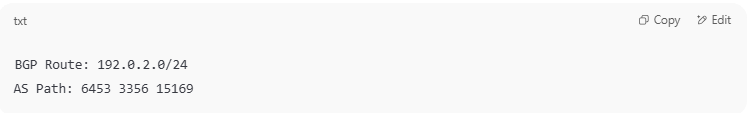 txt
Copy
Edit
BGP Route: 192.0.2.0/24
AS Path: 6453 3356 15169